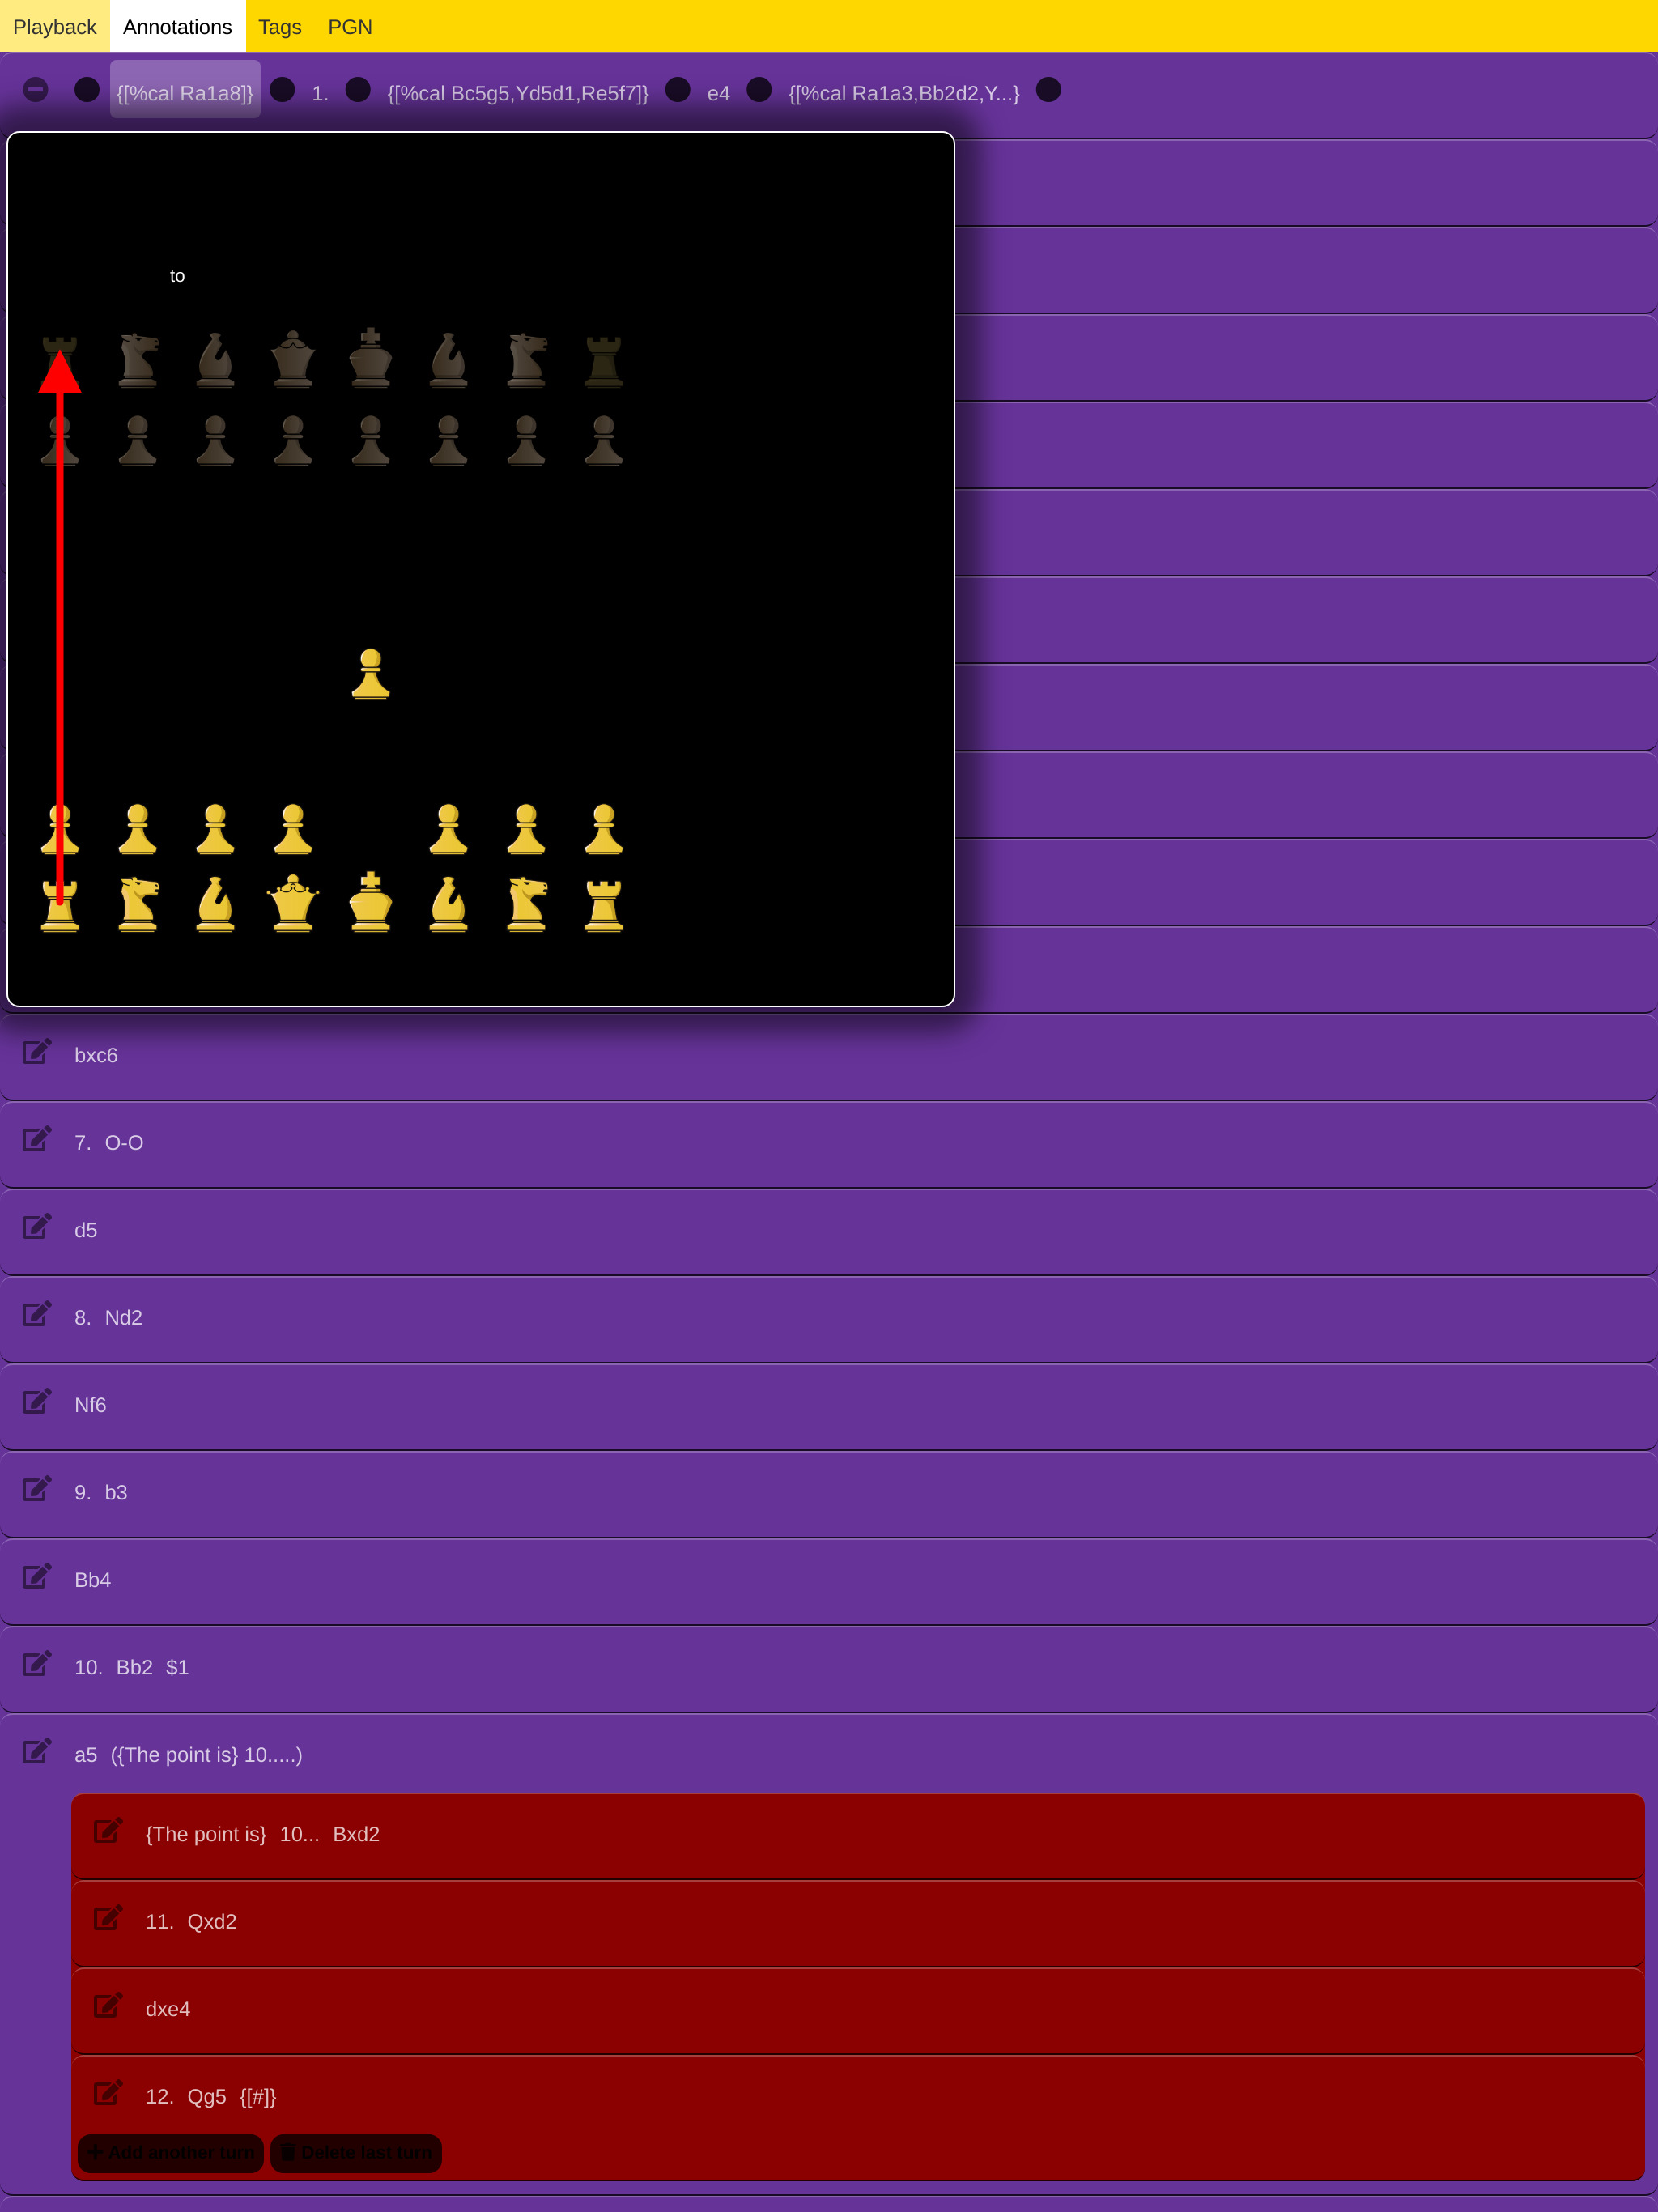 Playback Annotations Tags PGN
{[%cal Ra1a8]} 1. {[%cal Bc5g5,Yd5d1,Re5f7]} e4 {[%cal Ra1a3,Bb2d2,Y...}
to
bxc6
7. O-O
d5
8. Nd2
Nf6
9. b3
Bb4
10. Bb2 $1
a5 ({The point is} 10.....)
{The point is} 10... Bxd2
11. Qxd2
dxe4
12. Qg5 {[#]}
Add another turn Delete last turn